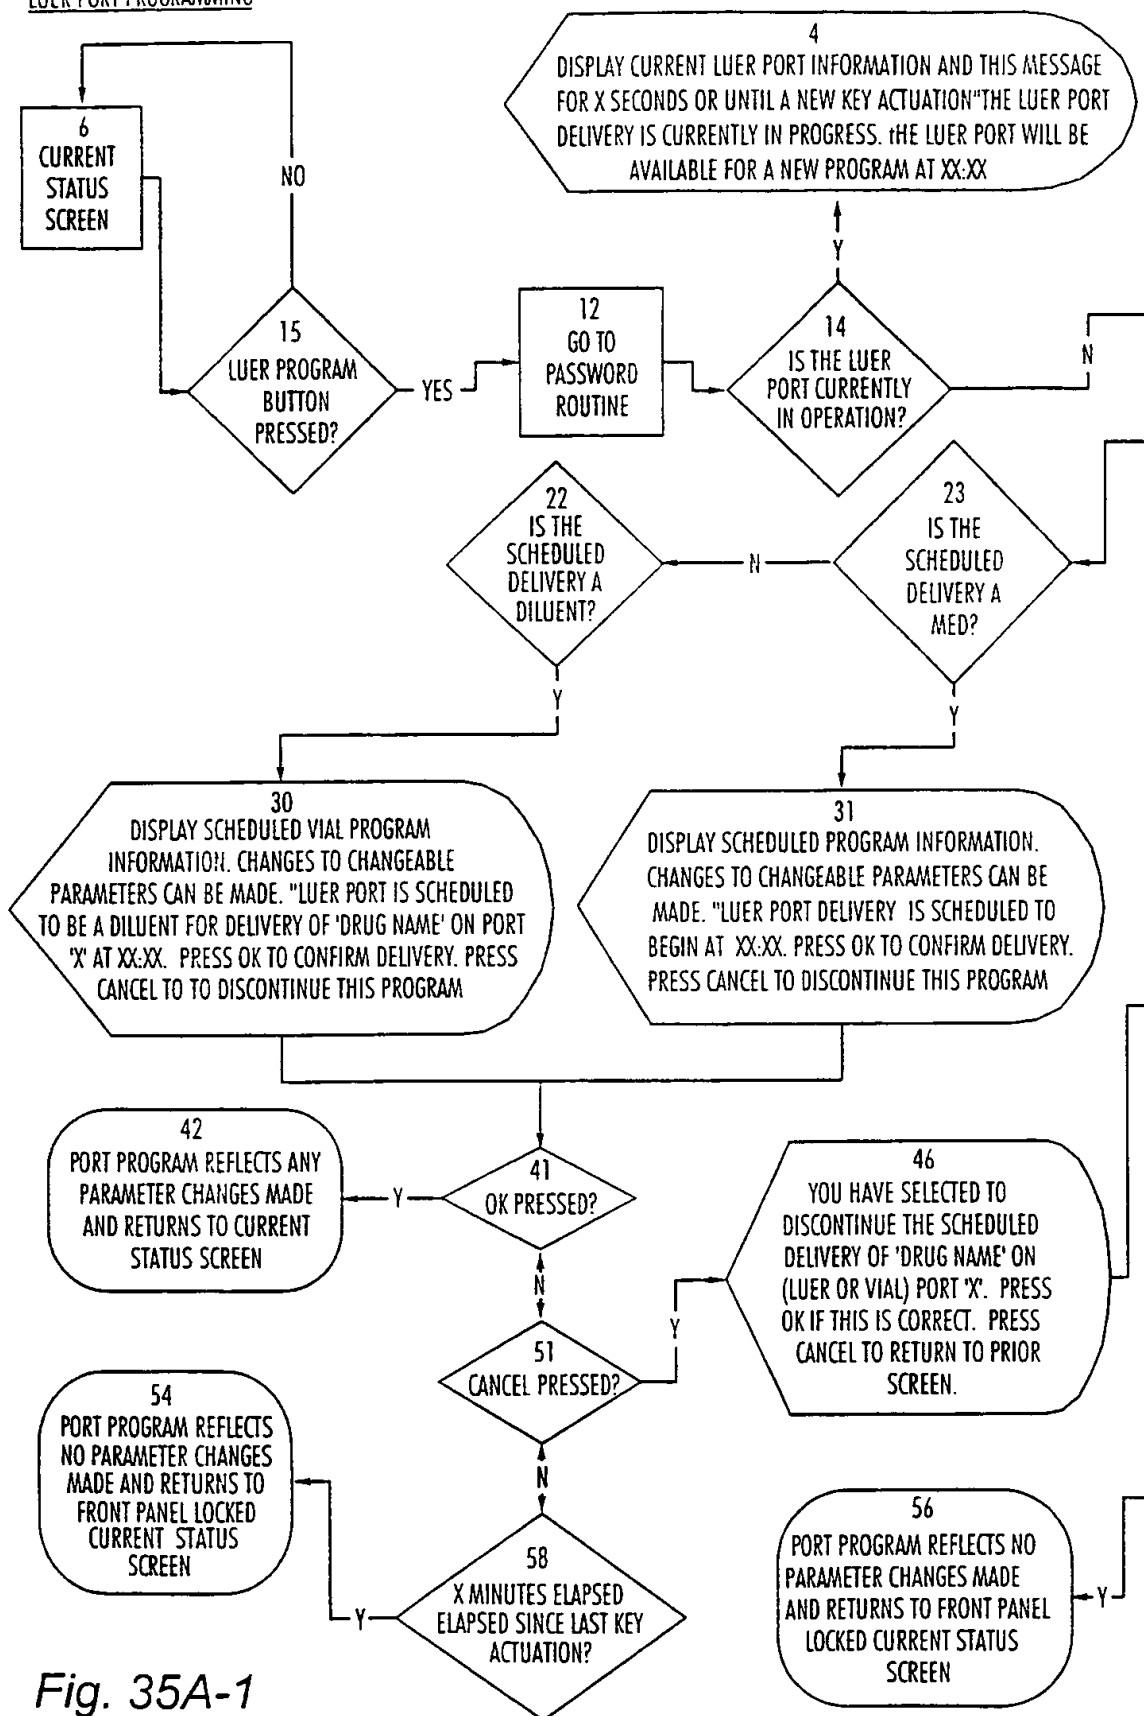 LUER PORT PROGRAMMING
4
DISPLAY CURRENT LUER PORT INFORMATION AND THIS MESSAGE
FOR X SECONDS OR UNTIL A NEW KEY ACTUATION"THE LUER PORT
DELIVERY IS CURRENTLY IN PROGRESS. tHE LUER PORT WILL BE
AVAILABLE FOR A NEW PROGRAM AT XX:XX
6
CURRENT
STATUS
SCREEN
NO
Y
15
LUER PROGRAM
BUTTON
PRESSED?
YES
12
GO TO
PASSWORD
ROUTINE
14
IS THE LUER
PORT CURRENTLY
IN OPERATION?
N
22
IS THE
SCHEDULED
DELIVERY A
DILUENT?
N
23
IS THE
SCHEDULED
DELIVERY A
MED?
Y
Y
30
DISPLAY SCHEDULED VIAL PROGRAM
INFORMATION. CHANGES TO CHANGEABLE
PARAMETERS CAN BE MADE. "LUER PORT IS SCHEDULED
TO BE A DILUENT FOR DELIVERY OF 'DRUG NAME' ON PORT
'X' AT XX:XX. PRESS OK TO CONFIRM DELIVERY. PRESS
CANCEL TO TO DISCONTINUE THIS PROGRAM
31
DISPLAY SCHEDULED PROGRAM INFORMATION.
CHANGES TO CHANGEABLE PARAMETERS CAN BE
MADE. "LUER PORT DELIVERY IS SCHEDULED TO
BEGIN AT XX:XX. PRESS OK TO CONFIRM DELIVERY.
PRESS CANCEL TO DISCONTINUE THIS PROGRAM
42
PORT PROGRAM REFLECTS ANY
PARAMETER CHANGES MADE
AND RETURNS TO CURRENT
STATUS SCREEN
Y
41
OK PRESSED?
N
46
YOU HAVE SELECTED TO
DISCONTINUE THE SCHEDULED
DELIVERY OF 'DRUG NAME' ON
(LUER OR VIAL) PORT 'X'. PRESS
OK IF THIS IS CORRECT. PRESS
CANCEL TO RETURN TO PRIOR
SCREEN.
Y
51
CANCEL PRESSED?
N
54
PORT PROGRAM REFLECTS
NO PARAMETER CHANGES
MADE AND RETURNS TO
FRONT PANEL LOCKED
CURRENT STATUS
SCREEN
Y
58
X MINUTES ELAPSED
ELAPSED SINCE LAST KEY
ACTUATION?
56
PORT PROGRAM REFLECTS NO
PARAMETER CHANGES MADE
AND RETURNS TO FRONT PANEL
LOCKED CURRENT STATUS
SCREEN
Y
Fig. 35A-1